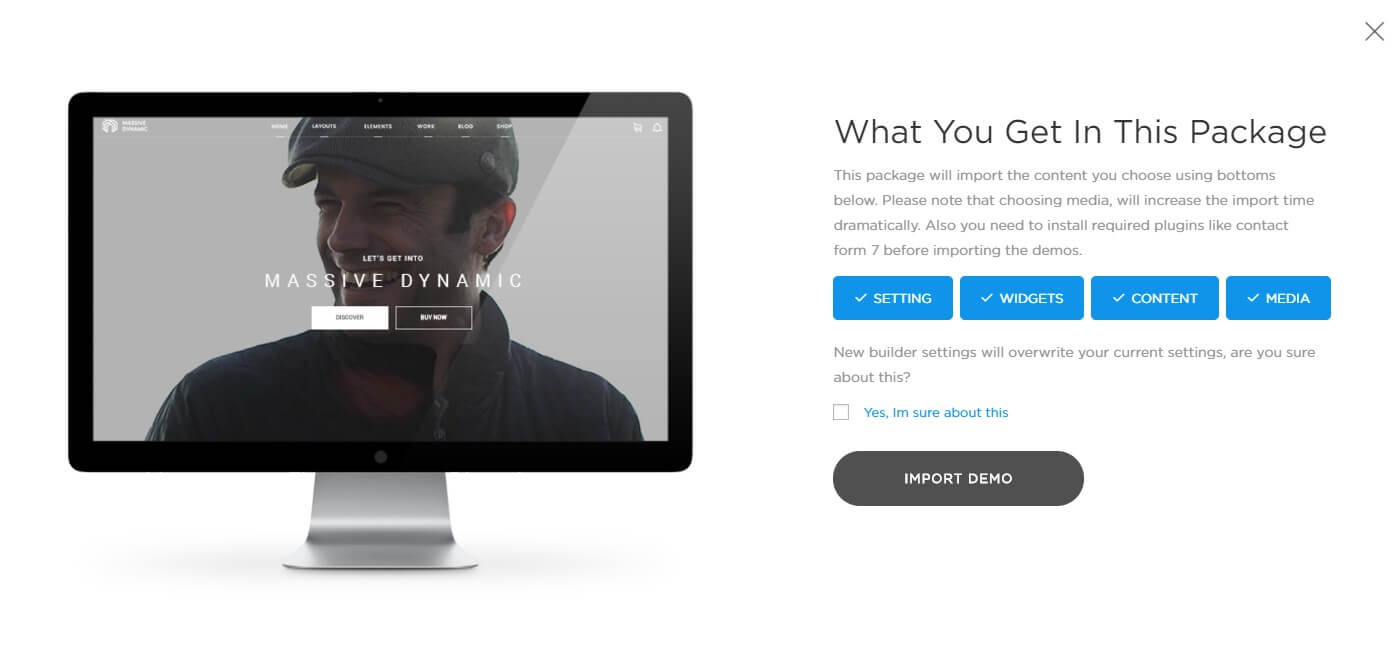 MASSIVE
DYNAMIC
HOME LAYOUTS ELEMENTS WORK BLOG SHOP
LET'S GET INTO
MASSIVE DYNAMIC
DISCOVER BUY NOW
What You Get In This Package
This package will import the content you choose using bottoms
below. Please note that choosing media, will increase the import time
dramatically. Also you need to install required plugins like contact
form 7 before importing the demos.
SETTING WIDGETS CONTENT MEDIA
New builder settings will overwrite your current settings, are you sure
about this?
Yes, Im sure about this
IMPORT DEMO